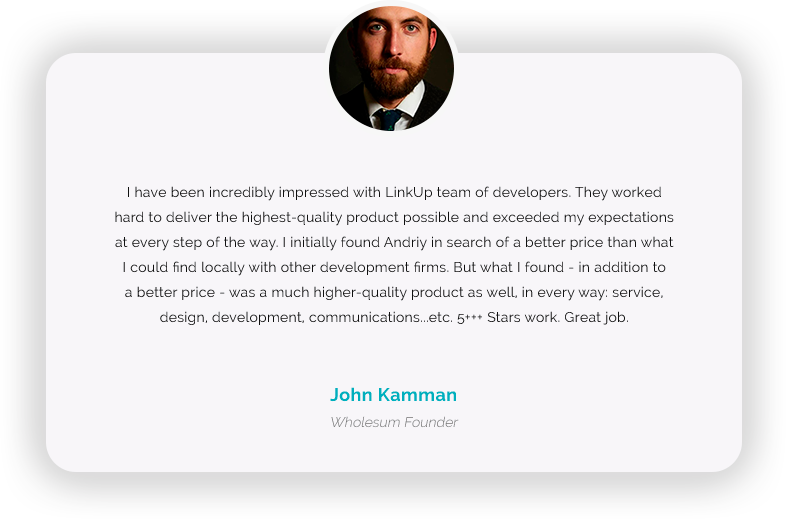 I have been incredibly impressed with LinkUp team of developers. They worked
hard to deliver the highest-quality product possible and exceeded my expectations
at every step of the way. I initially found Andriy in search of a better price than what
I could find locally with other development firms. But what I found - in addition to
a better price - was a much higher-quality product as well, in every way: service,
design, development, communications...etc. 5+++ Stars work. Great job.
John Kamman
Wholesum Founder